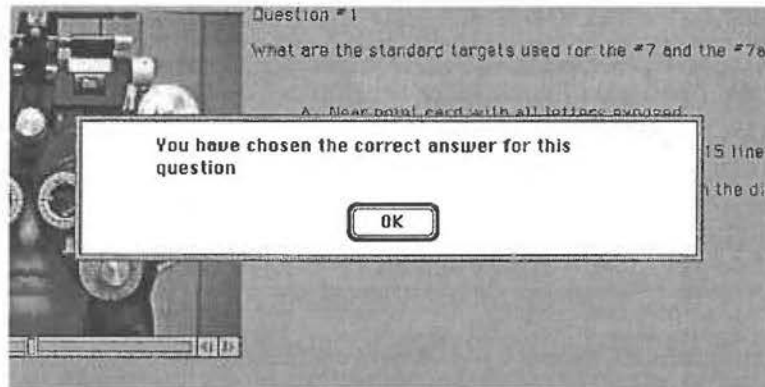 Question #1
What are the standard targets used for the #7 and the #7a
A. Near point card with all letters exposed.
You have chosen the correct answer for this
15 line
question
the d
OK